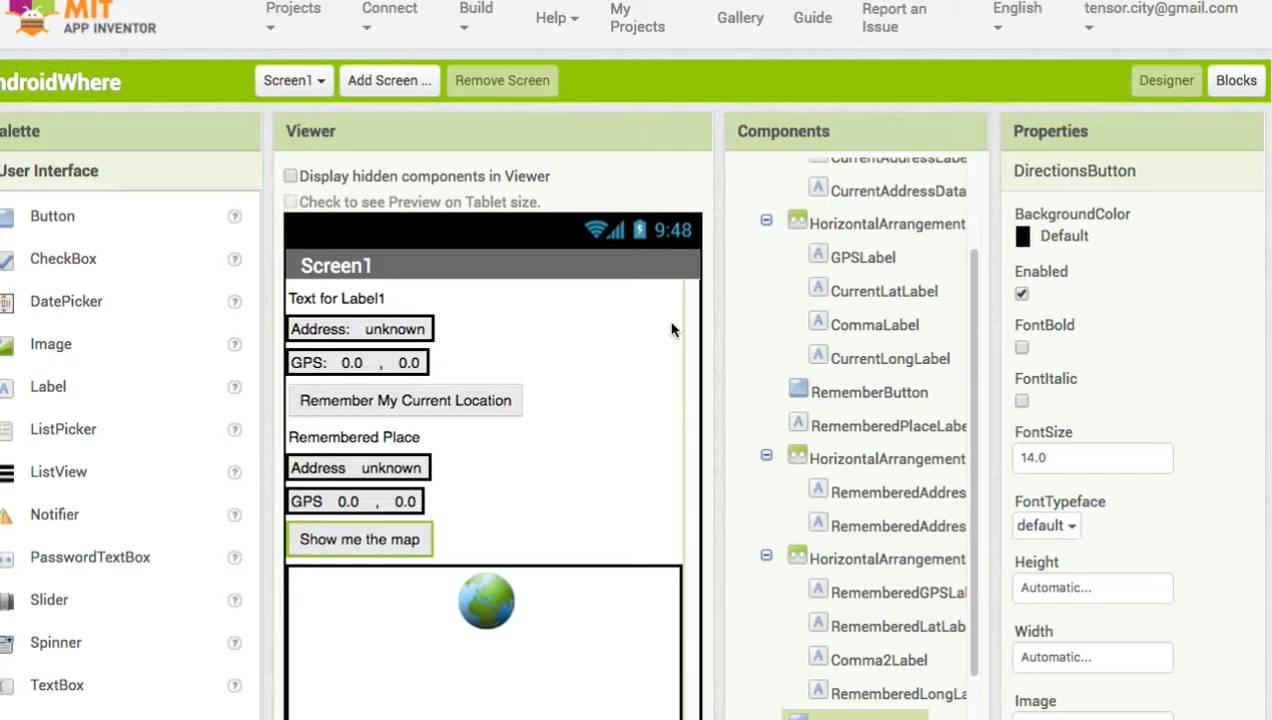 MIT
APP INVENTOR
Projects
Connect
Build
Help
My
Projects
Gallery
Guide
Report an
Issue
English
tensor.city@gmail.com
ndroidWhere
Screen1
Add Screen ...
Remove Screen
Designer
Blocks
alette
User Interface
Button
?
CheckBox
?
DatePicker
?
Image
?
A
Label
?
ListPicker
?
ListView
?
Notifier
?
PasswordTextBox
?
Slider
?
Spinner
?
TextBox
?
Viewer
Display hidden components in Viewer
Check to see Preview on Tablet size.
9:48
Screen1
Text for Label1
Address: unknown
GPS: 0.0 , 0.0
Remember My Current Location
Remembered Place
Address unknown
GPS 0.0 , 0.0
Show me the map
Components
CurrentAddressLabel
A CurrentAddressData
HorizontalArrangement
A GPSLabel
A CurrentLatLabel
A CommaLabel
A CurrentLongLabel
RememberButton
A RememberedPlaceLabe
HorizontalArrangement
A RememberedAddres
A RememberedAddres
HorizontalArrangement
A RememberedGPSLal
A RememberedLatLab
A Comma2Label
A RememberedLongLa
Properties
DirectionsButton
BackgroundColor
Default
Enabled
FontBold
FontItalic
FontSize
14.0
FontTypeface
default
Height
Automatic...
Width
Automatic...
Image